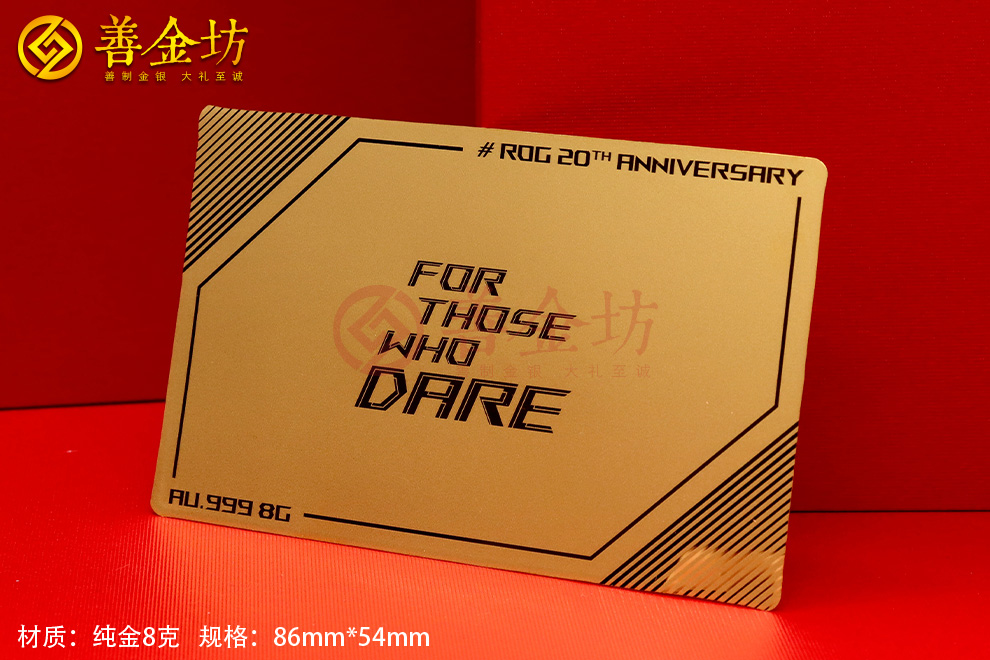 善金坊
善制金银 大礼至诚
# ROG 20TH ANNIVERSARY
FOR
THOSE
WHO
DARE
善金坊
善制金银 大礼至诚
AU.999 8G
材质：纯金8克 规格：86mm*54mm